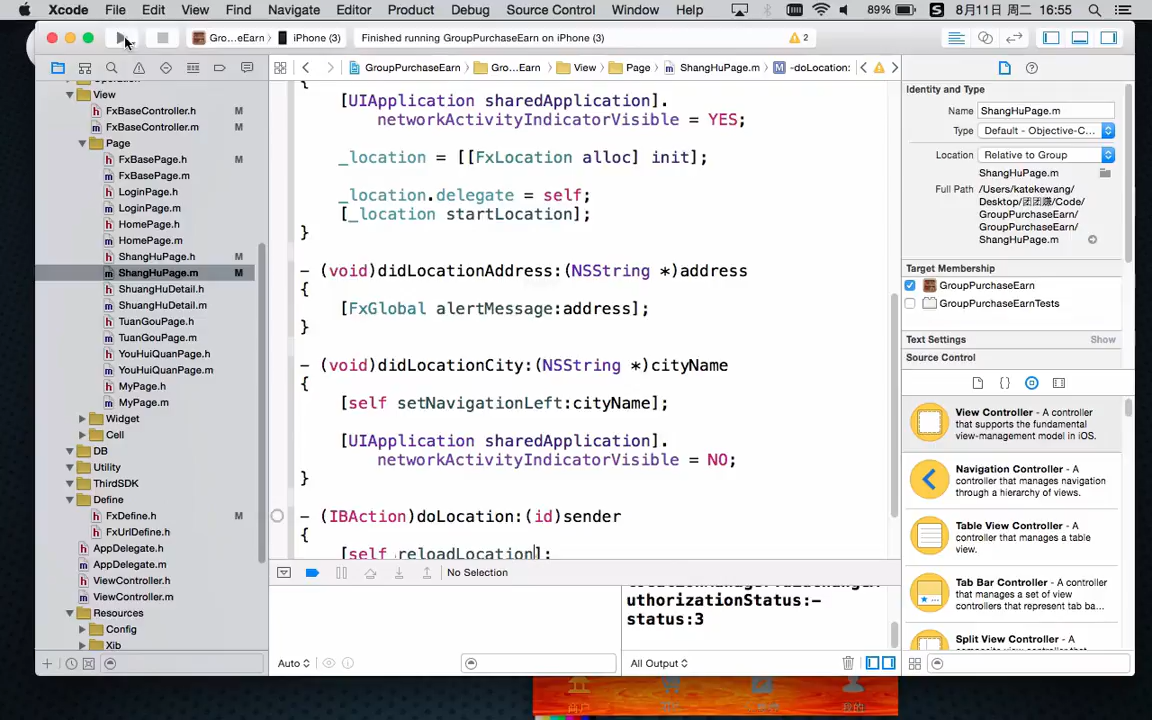 Xcode File Edit View Find Navigate Editor Product Debug Source Control Window Help 89% 8月11日 周二 16:55
Gro...eEarn iPhone (3) Finished running GroupPurchaseEarn on iPhone (3) 2
GroupPurchaseEarn Gro...Earn View Page ShangHuPage.m M -doLocation:
View
FxBaseController.h M
FxBaseController.m M
Page
FxBasePage.h M
FxBasePage.m
LoginPage.h
LoginPage.m
HomePage.h
HomePage.m
ShangHuPage.h M
ShangHuPage.m M
ShuangHuDetail.h
ShuangHuDetail.m
TuanGouPage.h
TuanGouPage.m
YouHuiQuanPage.h
YouHuiQuanPage.m
MyPage.h
MyPage.m
Widget
Cell
DB
Utility
ThirdSDK
Define
FxDefine.h M
FxUrlDefine.h
AppDelegate.h
AppDelegate.m
ViewController.h
ViewController.m
Resources
Config
Xib
{
[UIApplication sharedApplication].
networkActivityIndicatorVisible = YES;
_location = [[FxLocation alloc] init];
_location.delegate = self;
[_location startLocation];
}
- (void)didLocationAddress:(NSString *)address
{
[FxGlobal alertMessage:address];
}
- (void)didLocationCity:(NSString *)cityName
{
[self setNavigationLeft:cityName];
[UIApplication sharedApplication].
networkActivityIndicatorVisible = NO;
}
- (IBAction)doLocation:(id)sender
{
[self reloadLocation];
No Selection
uthorizationStatus:-
status:3
Auto
All Output
Identity and Type
Name ShangHuPage.m
Type Default - Objective-C...
Location Relative to Group
ShangHuPage.m
Full Path /Users/katekewang/
Desktop/团团赚/Code/
GroupPurchaseEarn/
GroupPurchaseEarn/
ShangHuPage.m
Target Membership
GroupPurchaseEarn
GroupPurchaseEarnTests
Text Settings Show
Source Control
View Controller - A controller
that supports the fundamental
view-management model in iOS.
Navigation Controller - A
controller that manages navigation
through a hierarchy of views.
Table View Controller - A
controller that manages a table
view.
Tab Bar Controller - A controller
that manages a set of view
controllers that represent tab ba...
Split View Controller - A
我的